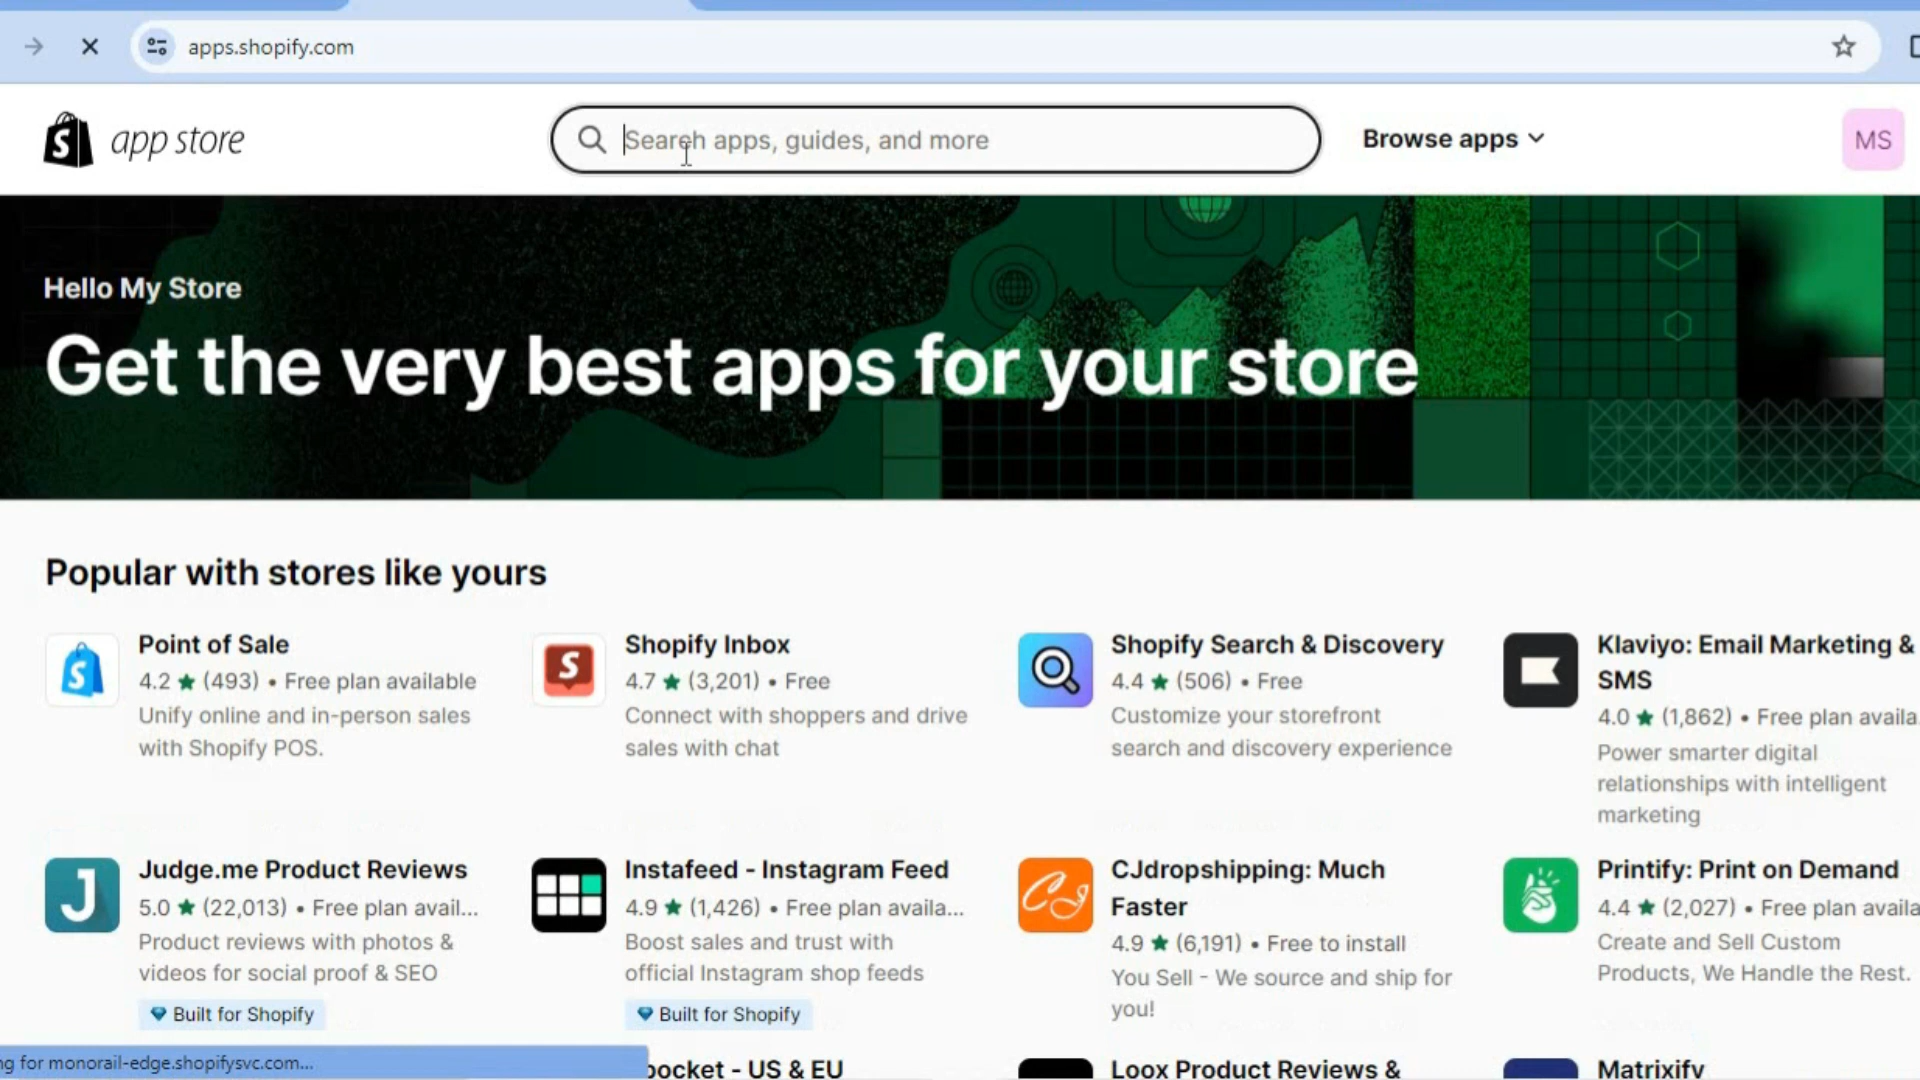 apps.shopify.com
app store
Search apps, guides, and more
Browse apps
MS
Hello My Store
Get the very best apps for your store
Popular with stores like yours
Point of Sale
4.2 ★ (493) • Free plan available
Unify online and in-person sales
with Shopify POS.
Shopify Inbox
4.7 ★ (3,201) • Free
Connect with shoppers and drive
sales with chat
Shopify Search & Discovery
4.4 ★ (506) • Free
Customize your storefront
search and discovery experience
Klaviyo: Email Marketing &
SMS
4.0 ★ (1,862) • Free plan availa
Power smarter digital
relationships with intelligent
marketing
J
Judge.me Product Reviews
5.0 ★ (22,013) • Free plan avail...
Product reviews with photos &
videos for social proof & SEO
Built for Shopify
Instafeed - Instagram Feed
4.9 ★ (1,426) • Free plan availa...
Boost sales and trust with
official Instagram shop feeds
Built for Shopify
CJ
CJdropshipping: Much
Faster
4.9 ★ (6,191) • Free to install
You Sell - We source and ship for
you!
Printify: Print on Demand
4.4 ★ (2,027) • Free plan availa
Create and Sell Custom
Products, We Handle the Rest.
ng for monorail-edge.shopifysvc.com...
ocket - US & EU
Loox Product Reviews &
Matrixify